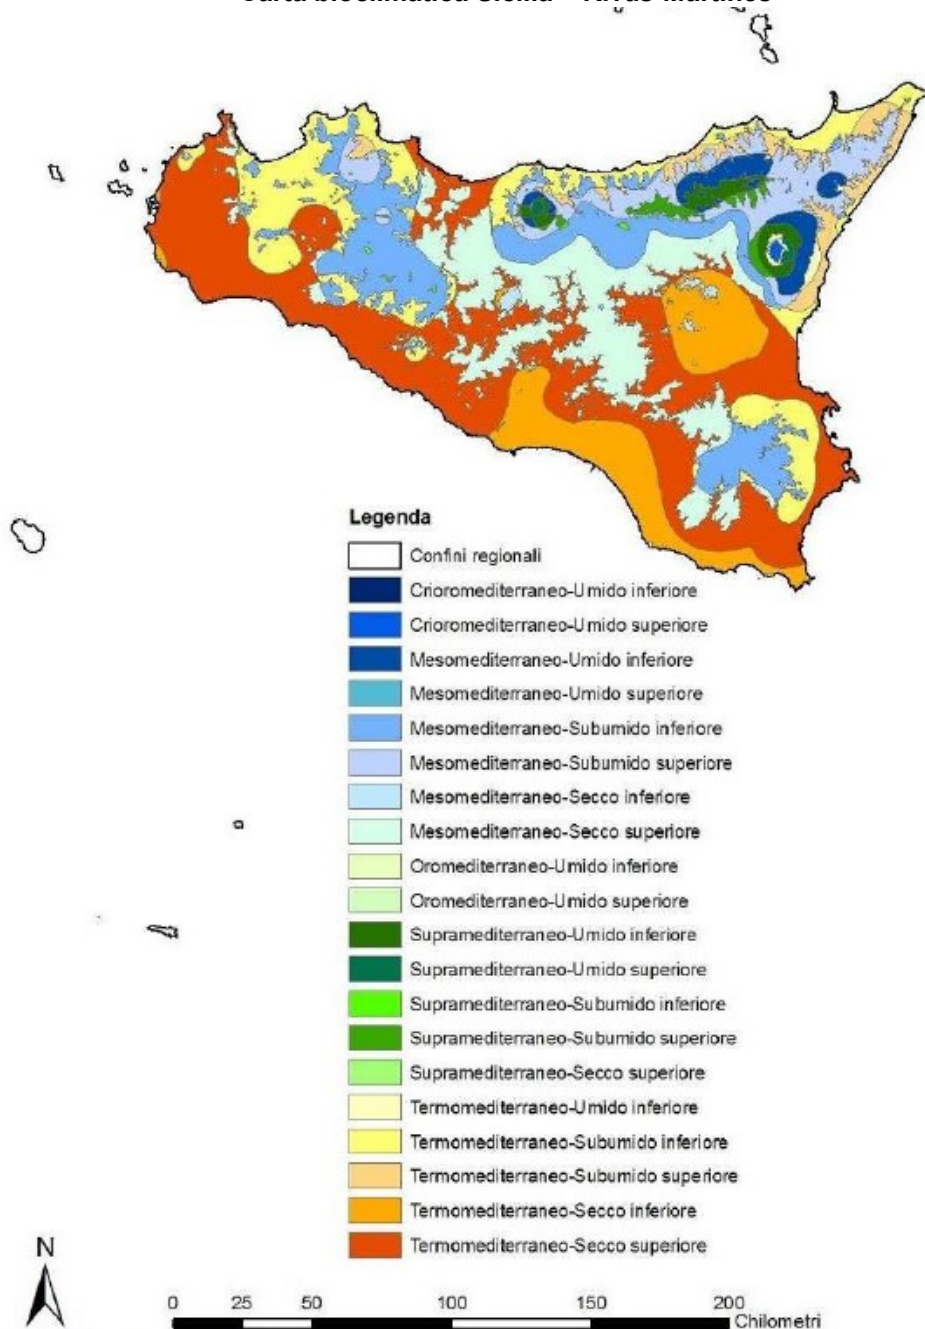 Legenda
Confini regionali
Crioromediterraneo-Umido inferiore
Crioromediterraneo-Umido superiore
Mesomediterraneo-Umido inferiore
Mesomediterraneo-Umido superiore
Mesomediterraneo-Subumido inferiore
Mesomediterraneo-Subumido superiore
Mesomediterraneo-Secco inferiore
Mesomediterraneo-Secco superiore
Oromediterraneo-Umido inferiore
Oromediterraneo-Umido superiore
Supramediterraneo-Umido inferiore
Supramediterraneo-Umido superiore
Supramediterraneo-Subumido inferiore
Supramediterraneo-Subumido superiore
Supramediterraneo-Secco superiore
Termomediterraneo-Umido inferiore
Termomediterraneo-Subumido inferiore
Termomediterraneo-Subumido superiore
Termomediterraneo-Secco inferiore
Termomediterraneo-Secco superiore
N
0 25 50 100 150 200
Chilometri